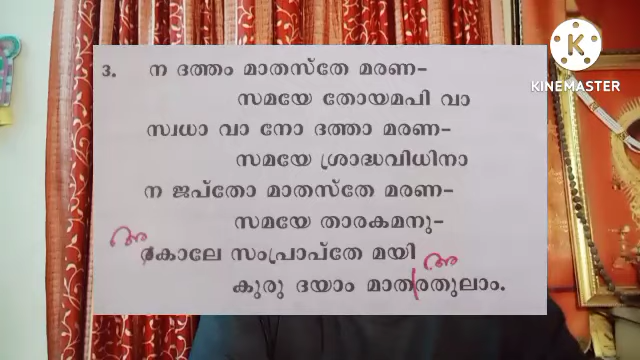 3. ന ദത്തം മാതസ്തേ മരണ–
സമയേ തോയമപി വാ
സ്വധാ വാ നോ ദത്താ മരണ–
സമയേ ശ്രാദ്ധവിധിനാ
ന ജപ്തോ മാതസ്തേ മരണ–
സമയേ താരകമനു–
അ
രകാലേ സംപ്രാപ്തേ മയി
അ
കുരു ദയാം മാതരതുലാം.
KINEMASTER